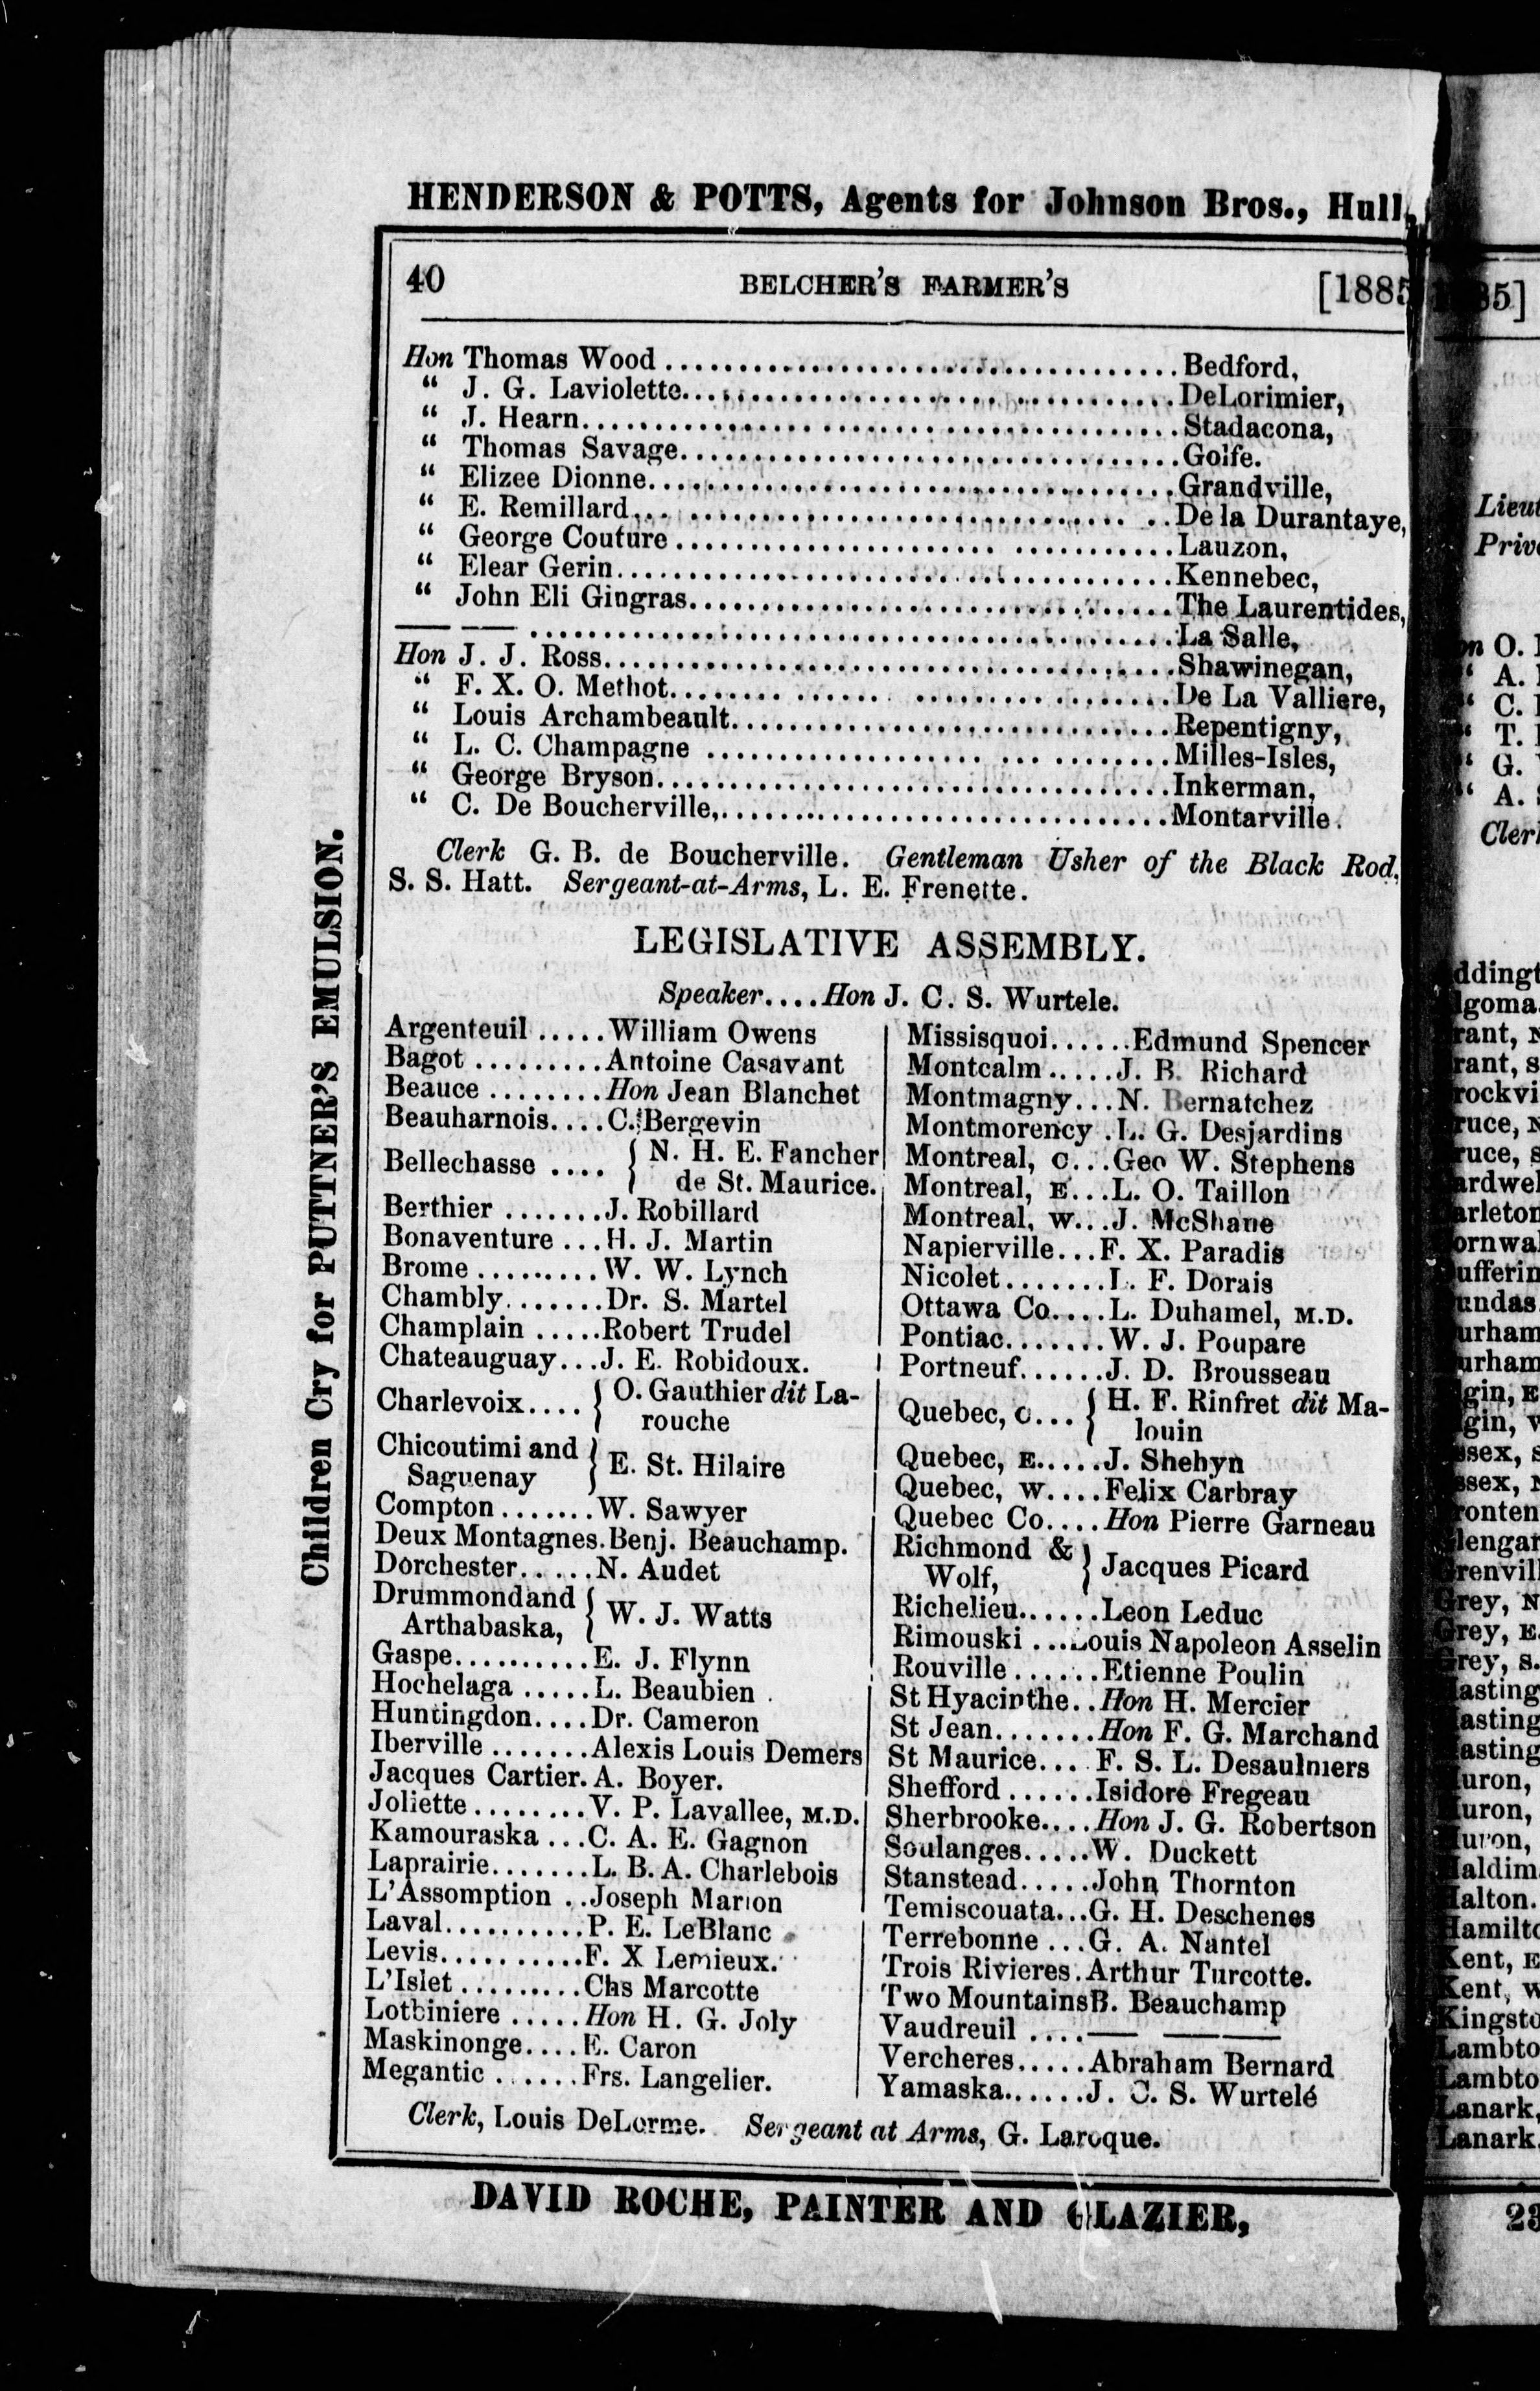 HENDERSON & POTTS, Agents for Johnson Bros., Hull,
40 BELCHER'S FARMER'S [1885
Hon Thomas Wood ................ Bedford,
" J. G. Laviolette................ DeLorimier,
" J. Hearn................ Stadacona,
" Thomas Savage................ Golfe.
" Elizee Dionne................ Grandville,
" E. Remillard................ De la Durantaye,
" George Couture ................ Lauzon,
" Elear Gerin................ Kennebec,
" John Eli Gingras................ The Laurentides,
—— —— ................ La Salle,
Hon J. J. Ross................ Shawinegan,
" F. X. O. Methot................ De La Valliere,
" Louis Archambeault................ Repentigny,
" L. C. Champagne ................ Milles-Isles,
" George Bryson................ Inkerman,
" C. De Boucherville,................ Montarville.
Clerk G. B. de Boucherville. Gentleman Usher of the Black Rod,
S. S. Hatt. Sergeant-at-Arms, L. E. Frenette.
LEGISLATIVE ASSEMBLY.
Speaker....Hon J. C. S. Wurtele.
Argenteuil .....William Owens
Bagot .........Antoine Casavant
Beauce ........Hon Jean Blanchet
Beauharnois....C. Bergevin
Bellechasse .... { N. H. E. Fancher
de St. Maurice.
Berthier .......J. Robillard
Bonaventure ...H. J. Martin
Brome .........W. W. Lynch
Chambly.......Dr. S. Martel
Champlain .....Robert Trudel
Chateauguay...J. E. Robidoux.
Charlevoix.... { O. Gauthier dit La-
rouche
Chicoutimi and } E. St. Hilaire
Saguenay
Compton.......W. Sawyer
Deux Montagnes.Benj. Beauchamp.
Dorchester.....N. Audet
Drummond and { W. J. Watts
Arthabaska,
Gaspe..........E. J. Flynn
Hochelaga .....L. Beaubien
Huntingdon....Dr. Cameron
Iberville .......Alexis Louis Demers
Jacques Cartier.A. Boyer.
Joliette.........V. P. Lavallee, M.D.
Kamouraska ...C. A. E. Gagnon
Laprairie.......L. B. A. Charlebois
L'Assomption ..Joseph Marion
Laval...........P. E. LeBlanc
Levis...........F. X Lemieux.
L'Islet..........Chs Marcotte
Lotbiniere .....Hon H. G. Joly
Maskinonge....E. Caron
Megantic ......Frs. Langelier.
Missisquoi......Edmund Spencer
Montcalm.....J. B. Richard
Montmagny...N. Bernatchez
Montmorency .L. G. Desjardins
Montreal, C...Geo W. Stephens
Montreal, E...L. O. Taillon
Montreal, W...J. McShane
Napierville...F. X. Paradis
Nicolet.......L. F. Dorais
Ottawa Co....L. Duhamel, M.D.
Pontiac.......W. J. Poupare
Portneuf......J. D. Brousseau
Quebec, C... { H. F. Rinfret dit Ma-
louin
Quebec, E.....J. Shehyn
Quebec, W....Felix Carbray
Quebec Co....Hon Pierre Garneau
Richmond & } Jacques Picard
Wolf,
Richelieu......Leon Leduc
Rimouski ...Louis Napoleon Asselin
Rouville......Etienne Poulin
St Hyacinthe..Hon H. Mercier
St Jean.......Hon F. G. Marchand
St Maurice....F. S. L. Desaulniers
Shefford......Isidore Fregeau
Sherbrooke....Hon J. G. Robertson
Soulanges.....W. Duckett
Stanstead.....John Thornton
Temiscouata...G. H. Deschenes
Terrebonne ...G. A. Nantel
Trois Rivieres.Arthur Turcotte.
Two Mountains B. Beauchamp
Vaudreuil ....—— ————
Vercheres.....Abraham Bernard
Yamaska......J. C. S. Wurtelé
Clerk, Louis DeLorme. Sergeant at Arms, G. Laroque.
DAVID ROCHE, PAINTER AND GLAZIER,
Children Cry for PUTTNER'S EMULSION.